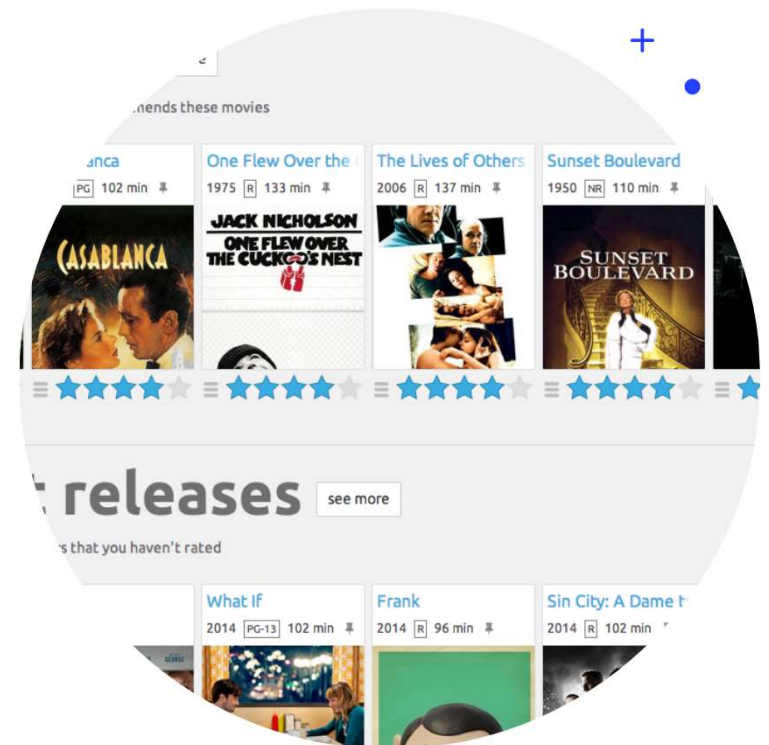 these movies
One Flew Over the
The Lives of Others
Sunset Boulevard
PG 102 min
1975 R 133 min
2006 R 137 min
1950 NR 110 min
CASABLANCA
JACK NICHOLSON
ONE FLEW OVER
THE CUCKOO'S NEST
SUNSET
BOULEVARD
releases
see more
that you haven't rated
What If
Frank
Sin City: A Dame
2014 PG-13 102 min
2014 R 96 min
2014 R 102 min
GEORGE